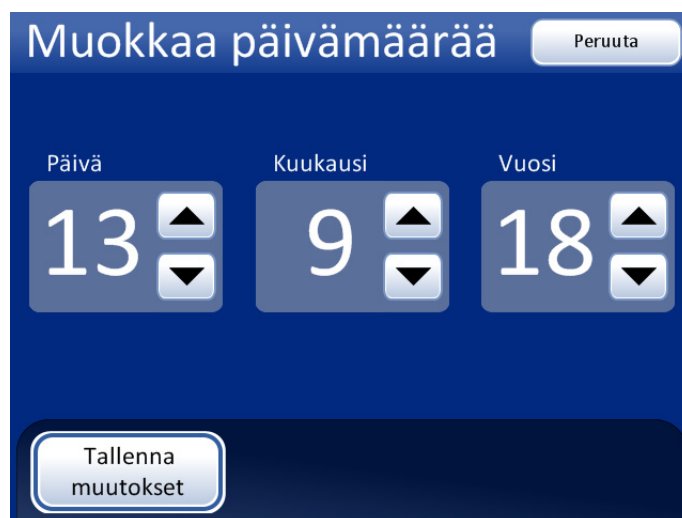 Muokkaa päivämäärää
Peruuta
Päivä
Kuukausi
Vuosi
13
9
18
Tallenna
muutokset